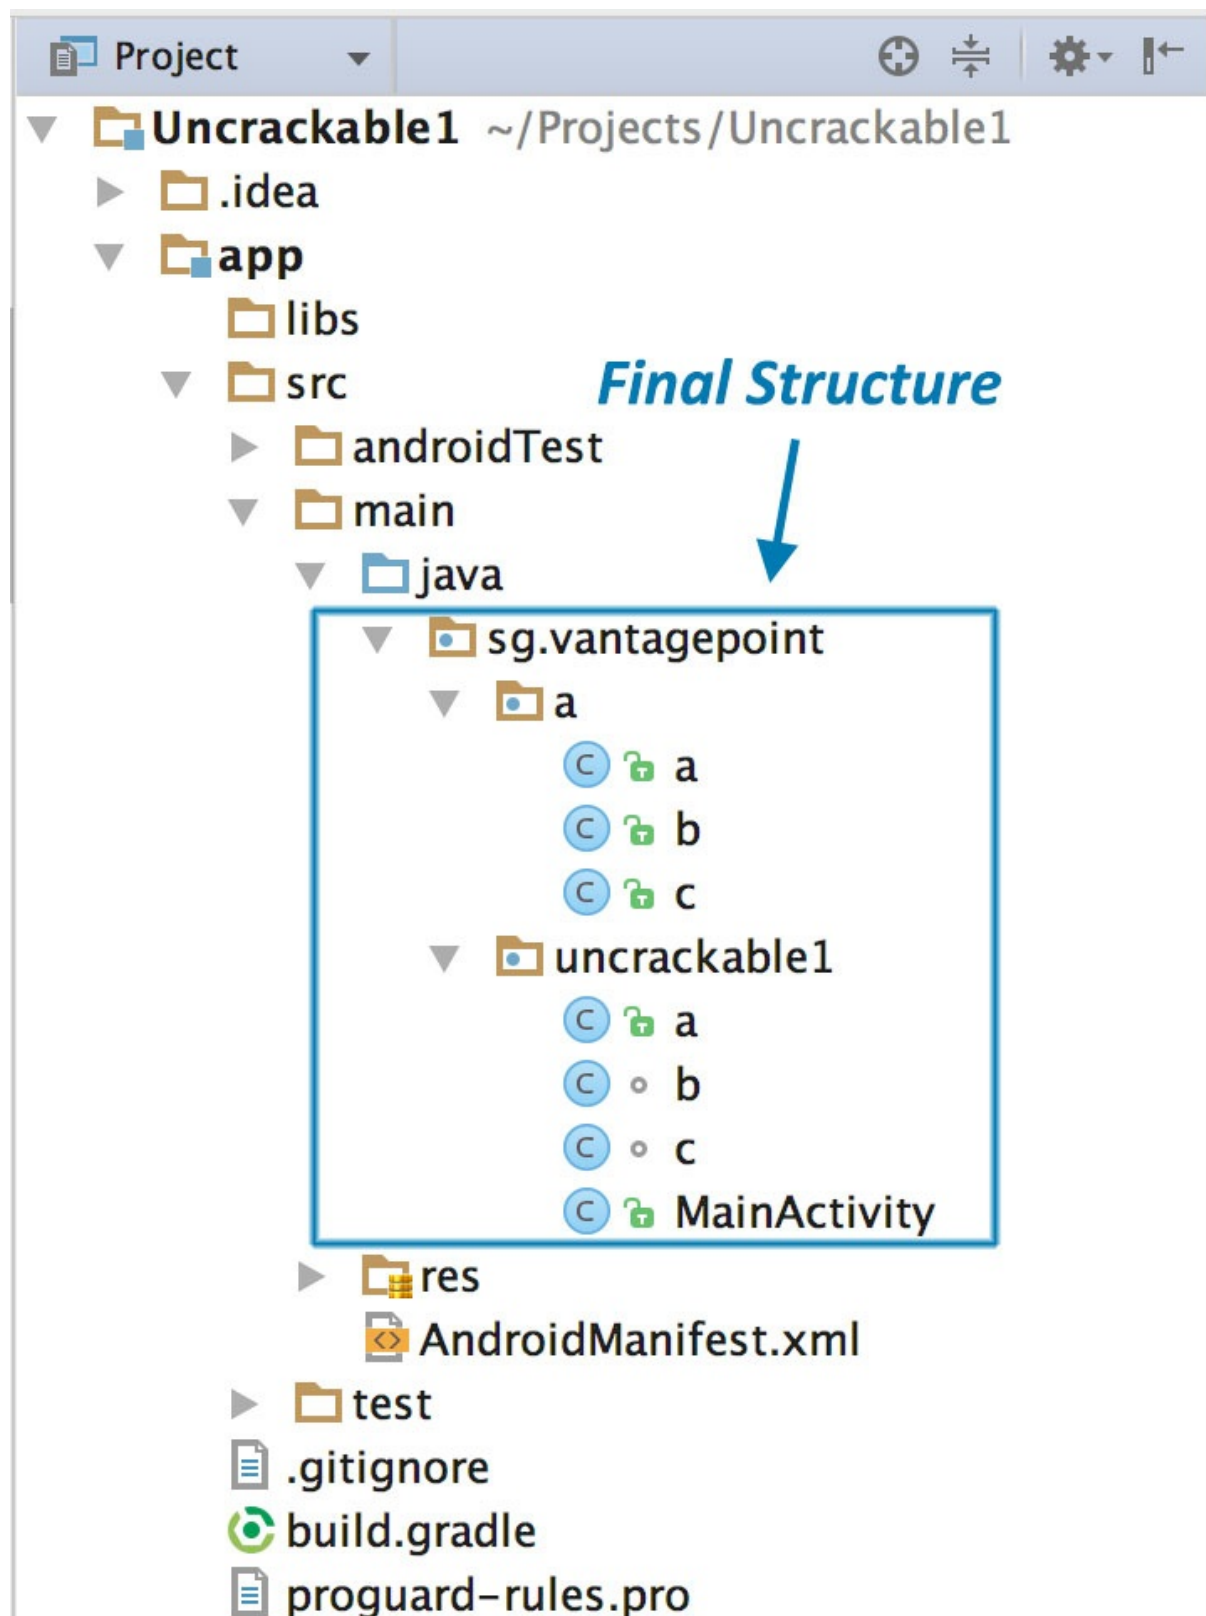 Project
Uncrackable1 ~/Projects/Uncrackable1
.idea
app
libs
src
Final Structure
androidTest
main
java
sg.vantagepoint
a
C a
C b
C c
uncrackable1
C a
C b
C c
C MainActivity
res
<> AndroidManifest.xml
test
.gitignore
build.gradle
proguard-rules.pro